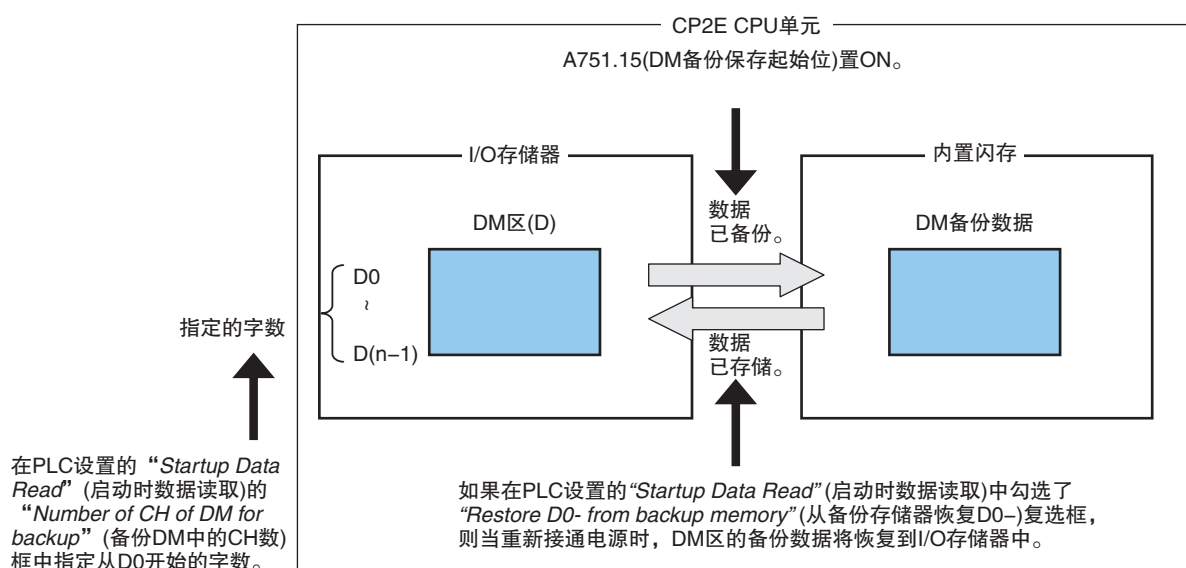 CP2E CPU单元
A751.15(DM备份保存起始位)置ON。
I/O存储器
内置闪存
数据
已备份。
DM区(D)
DM备份数据
D0
~
D(n−1)
指定的字数
数据
已存储。
在PLC设置的“Startup Data
Read”(启动时数据读取)的
“Number of CH of DM for
backup”(备份DM中的CH数)
框中指定从D0开始的字数。
如果在PLC设置的“Startup Data Read”(启动时数据读取)中勾选了
“Restore D0- from backup memory”(从备份存储器恢复D0−)复选框，
则当重新接通电源时，DM区的备份数据将恢复到I/O存储器中。